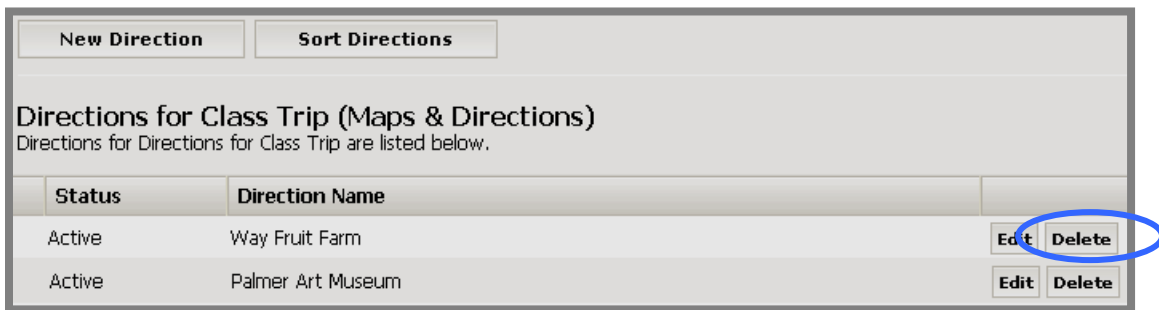 New Direction Sort Directions
Directions for Class Trip (Maps & Directions)
Directions for Directions for Class Trip are listed below.
Status Direction Name
Active Way Fruit Farm Edit Delete
Active Palmer Art Museum Edit Delete